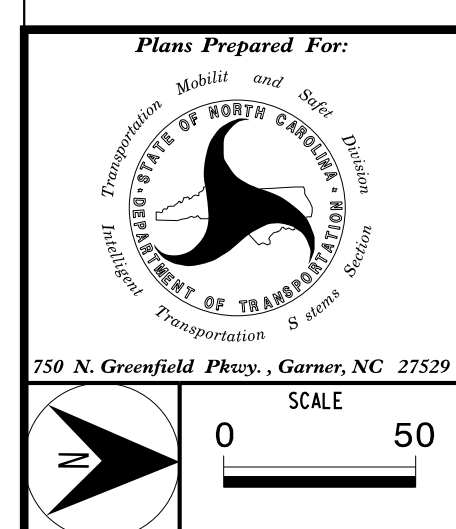 Plans Prepared For:
Transportation Mobilit and Safet Division
STATE OF NORTH CAROLINA
DEPARTMENT OF TRANSPORTATION
Intelligent Transportation S stems Section
750 N. Greenfield Pkwy. , Garner, NC 27529
N
SCALE
0 50